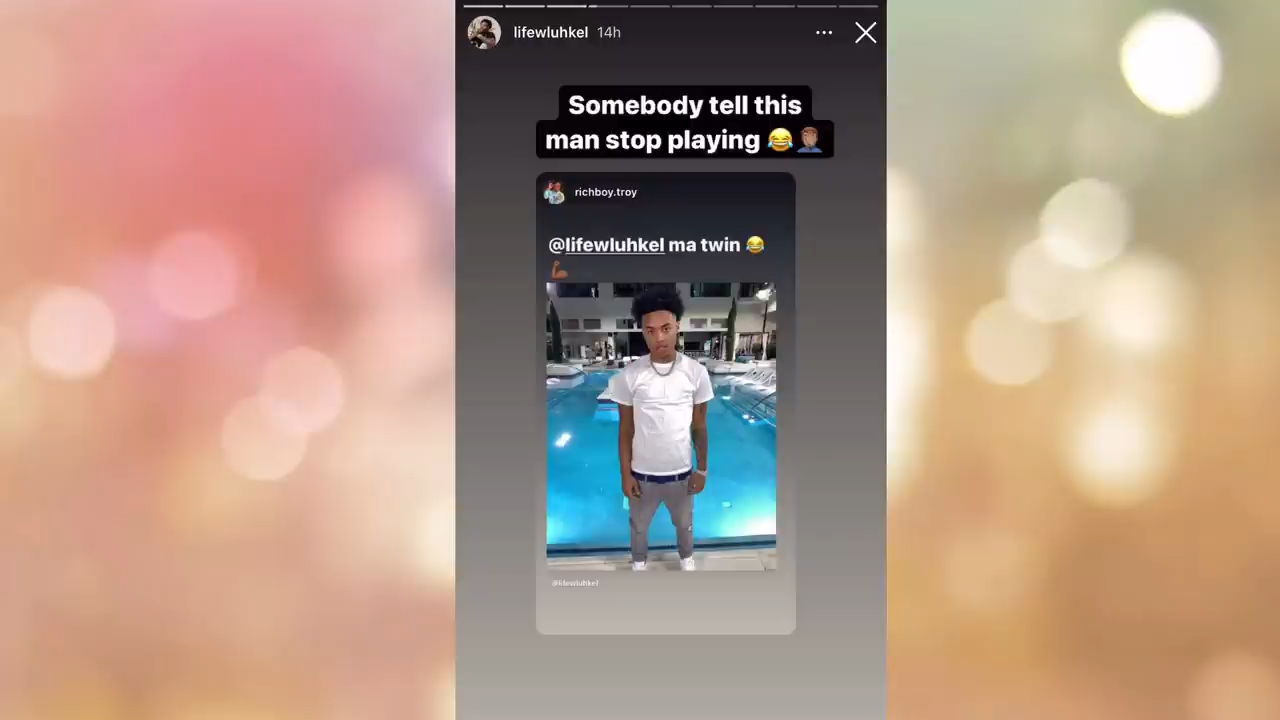 lifewluhkel 14h
Somebody tell this
man stop playing 😂🤦🏽‍♂️
richboy.troy
@lifewluhkel ma twin 😂
💪🏾
@lifewluhkel